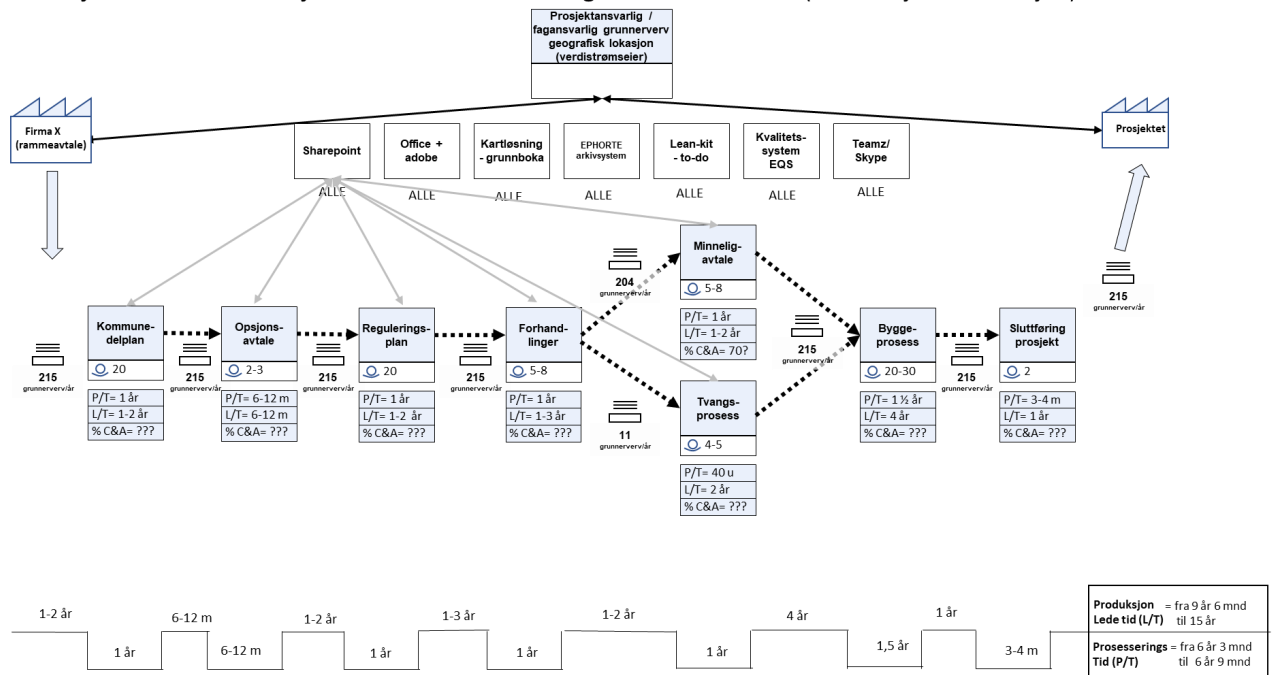 Prosjektansvarlig /
fagansvarlig grunnerverv
geografisk lokasjon
(verdistrømseier)
Firma X
(rammeavtale)
Prosjektet
Sharepoint
Office +
adobe
Kartløsning
- grunnboka
EPHORTE
arkivsystem
Lean-kit
- to-do
Kvalitets-
system
EQS
Teamz/
Skype
ALLE
ALLE
ALLE
ALLE
ALLE
ALLE
ALLE
215
grunnerverv/år
Kommune-
delplan
20
P/T= 1 år
L/T= 1-2 år
% C&A= ???
215
grunnerverv/år
Opsjons-
avtale
2-3
P/T= 6-12 m
L/T= 6-12 m
% C&A= ???
215
grunnerverv/år
Regulerings-
plan
20
P/T= 1 år
L/T= 1-2 år
% C&A= ???
215
grunnerverv/år
Forhand-
linger
5-8
P/T= 1 år
L/T= 1-3 år
% C&A= ???
204
grunnerverv/år
Minnelig-
avtale
5-8
P/T= 1 år
L/T= 1-2 år
% C&A= 70?
11
grunnerverv/år
Tvangs-
prosess
4-5
P/T= 40 u
L/T= 2 år
% C&A= ???
215
grunnerverv/år
Bygge-
prosess
20-30
P/T= 1 ½ år
L/T= 4 år
% C&A= ???
215
grunnerverv/år
Sluttføring
prosjekt
2
P/T= 3-4 m
L/T= 1 år
% C&A= ???
215
grunnerverv/år
1-2 år
1 år
6-12 m
6-12 m
1-2 år
1 år
1-3 år
1 år
1-2 år
1 år
4 år
1,5 år
1 år
3-4 m
Produksjon = fra 9 år 6 mnd
Lede tid (L/T) til 15 år
Prosesserings = fra 6 år 3 mnd
Tid (P/T) til 6 år 9 mnd